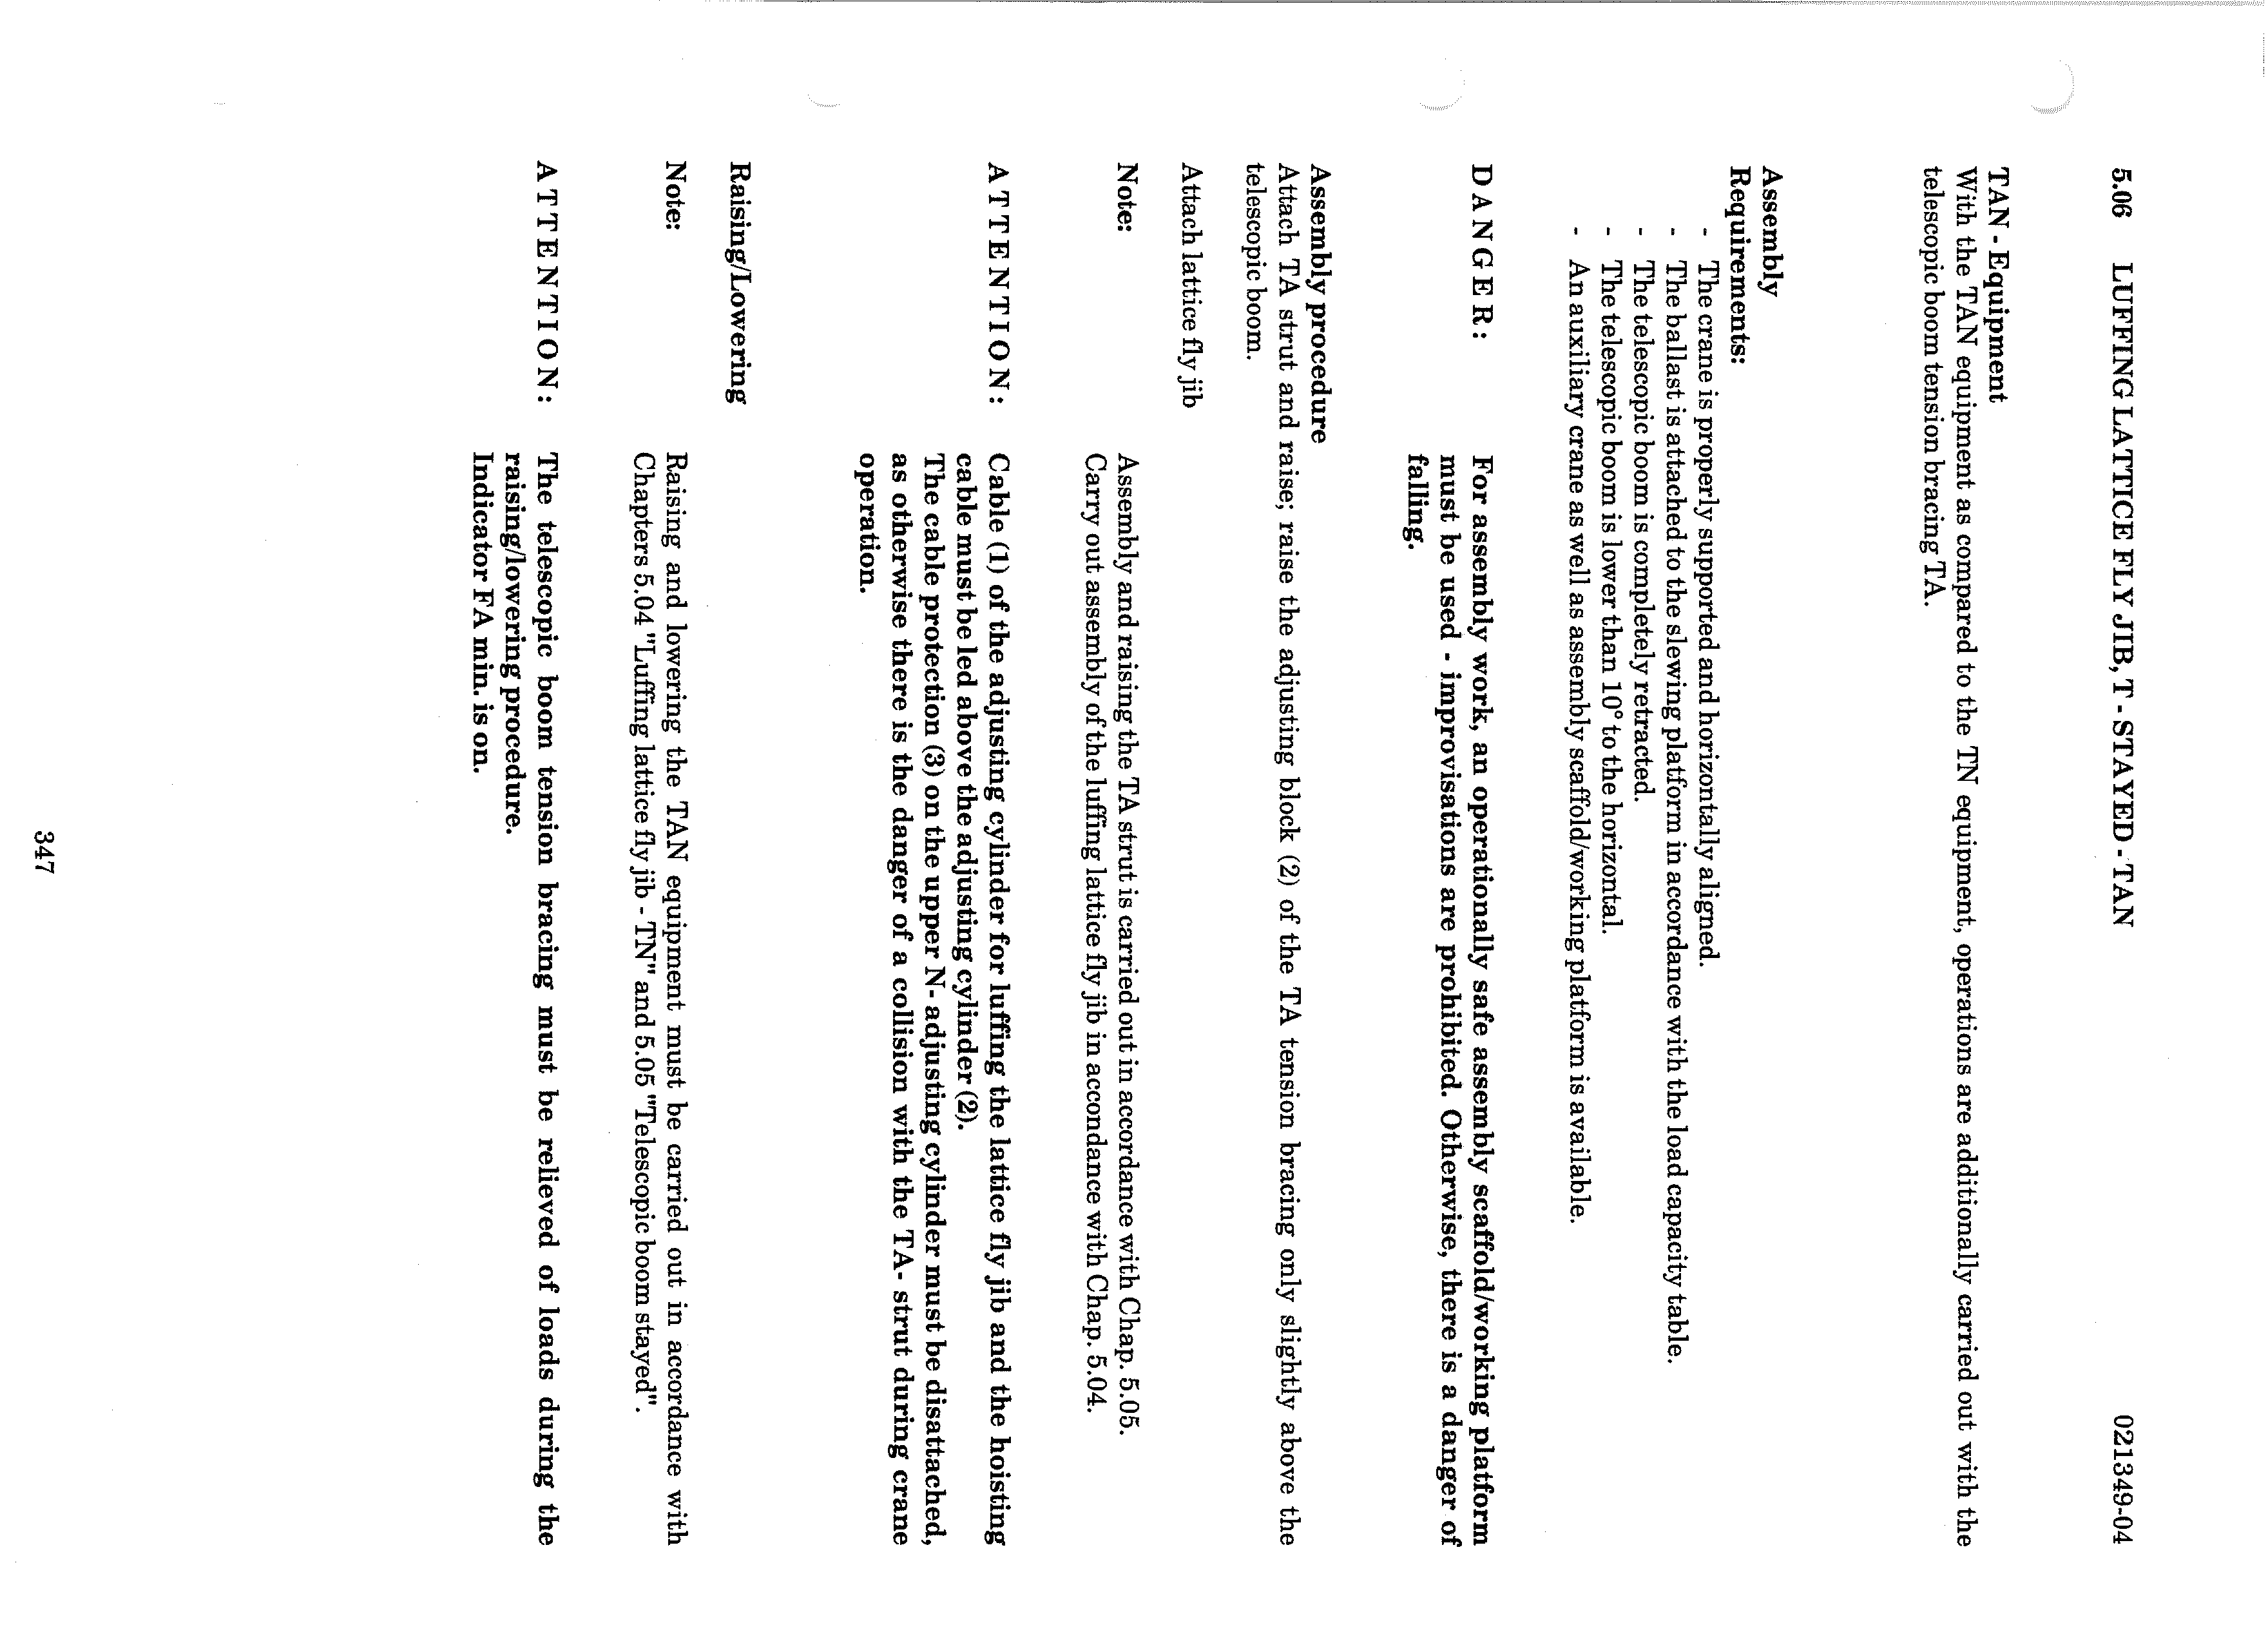 5.06 LUFFING LATTICE FLY JIB, T - STAYED - TAN 021349-04
TAN - Equipment
With the TAN equipment as compared to the TN equipment, operations are additionally carried out with the
telescopic boom tension bracing TA.
Assembly
Requirements:
- The crane is properly supported and horizontally aligned.
- The ballast is attached to the slewing platform in accordance with the load capacity table.
- The telescopic boom is completely retracted.
- The telescopic boom is lower than 10° to the horizontal.
- An auxiliary crane as well as assembly scaffold/working platform is available.
D A N G E R : For assembly work, an operationally safe assembly scaffold/working platform
must be used - improvisations are prohibited. Otherwise, there is a danger of
falling.
Assembly procedure
Attach TA strut and raise; raise the adjusting block (2) of the TA tension bracing only slightly above the
telescopic boom.
Attach lattice fly jib
Note: Assembly and raising the TA strut is carried out in accordance with Chap. 5.05.
Carry out assembly of the luffing lattice fly jib in accondance with Chap. 5.04.
A T T E N T I O N : Cable (1) of the adjusting cylinder for luffing the lattice fly jib and the hoisting
cable must be led above the adjusting cylinder (2).
The cable protection (3) on the upper N- adjusting cylinder must be disattached,
as otherwise there is the danger of a collision with the TA- strut during crane
operation.
Raising/Lowering
Note: Raising and lowering the TAN equipment must be carried out in accordance with
Chapters 5.04 "Luffing lattice fly jib - TN" and 5.05 "Telescopic boom stayed".
A T T E N T I O N : The telescopic boom tension bracing must be relieved of loads during the
raising/lowering procedure.
Indicator FA min. is on.
347